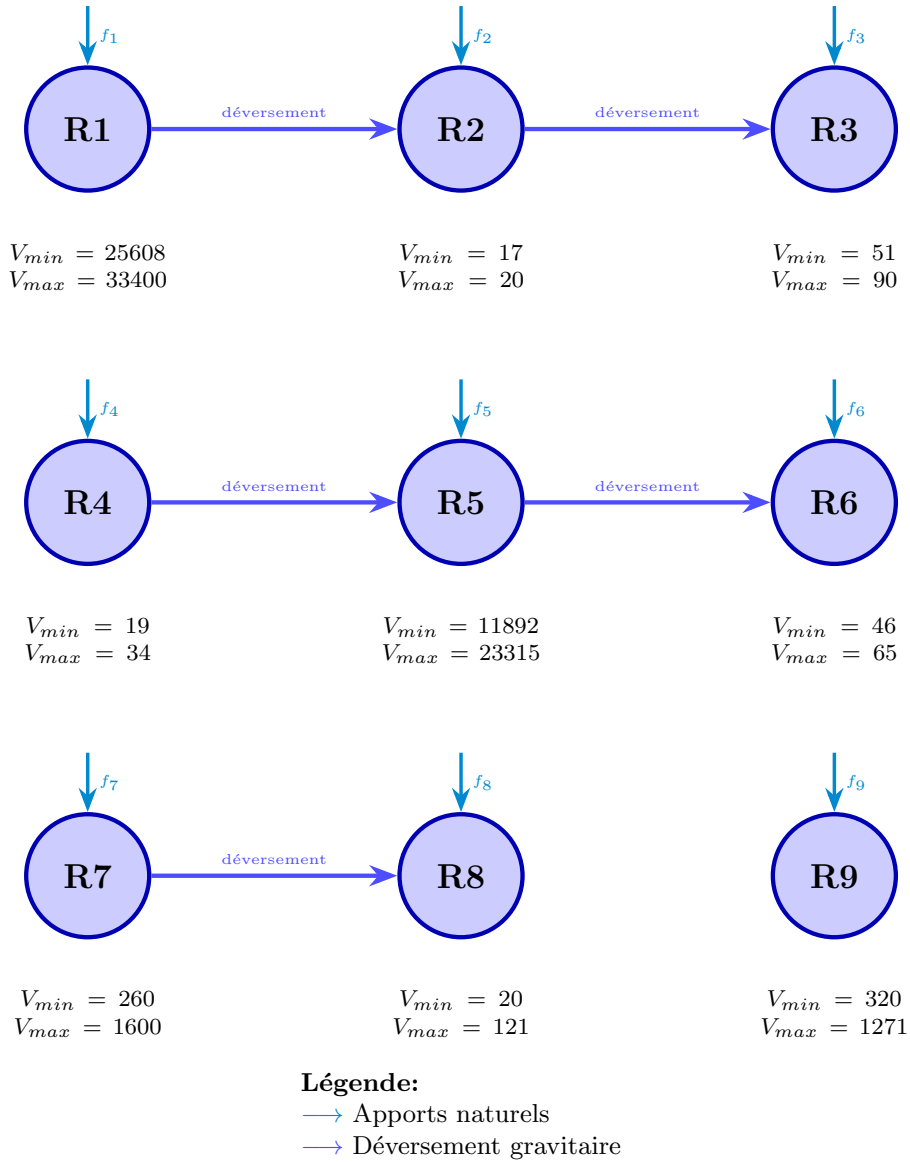 f1
f2
f3
R1
déversement
R2
déversement
R3
Vmin = 25608
Vmax = 33400
Vmin = 17
Vmax = 20
Vmin = 51
Vmax = 90
f4
f5
f6
R4
déversement
R5
déversement
R6
Vmin = 19
Vmax = 34
Vmin = 11892
Vmax = 23315
Vmin = 46
Vmax = 65
f7
f8
f9
R7
déversement
R8
R9
Vmin = 260
Vmax = 1600
Vmin = 20
Vmax = 121
Vmin = 320
Vmax = 1271
Légende:
⟶ Apports naturels
⟶ Déversement gravitaire